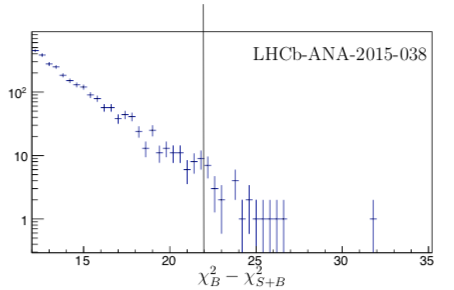 LHCb-ANA-2015-038
10²
10
1
15 20 25 30 35
χ²_B − χ²_{S+B}